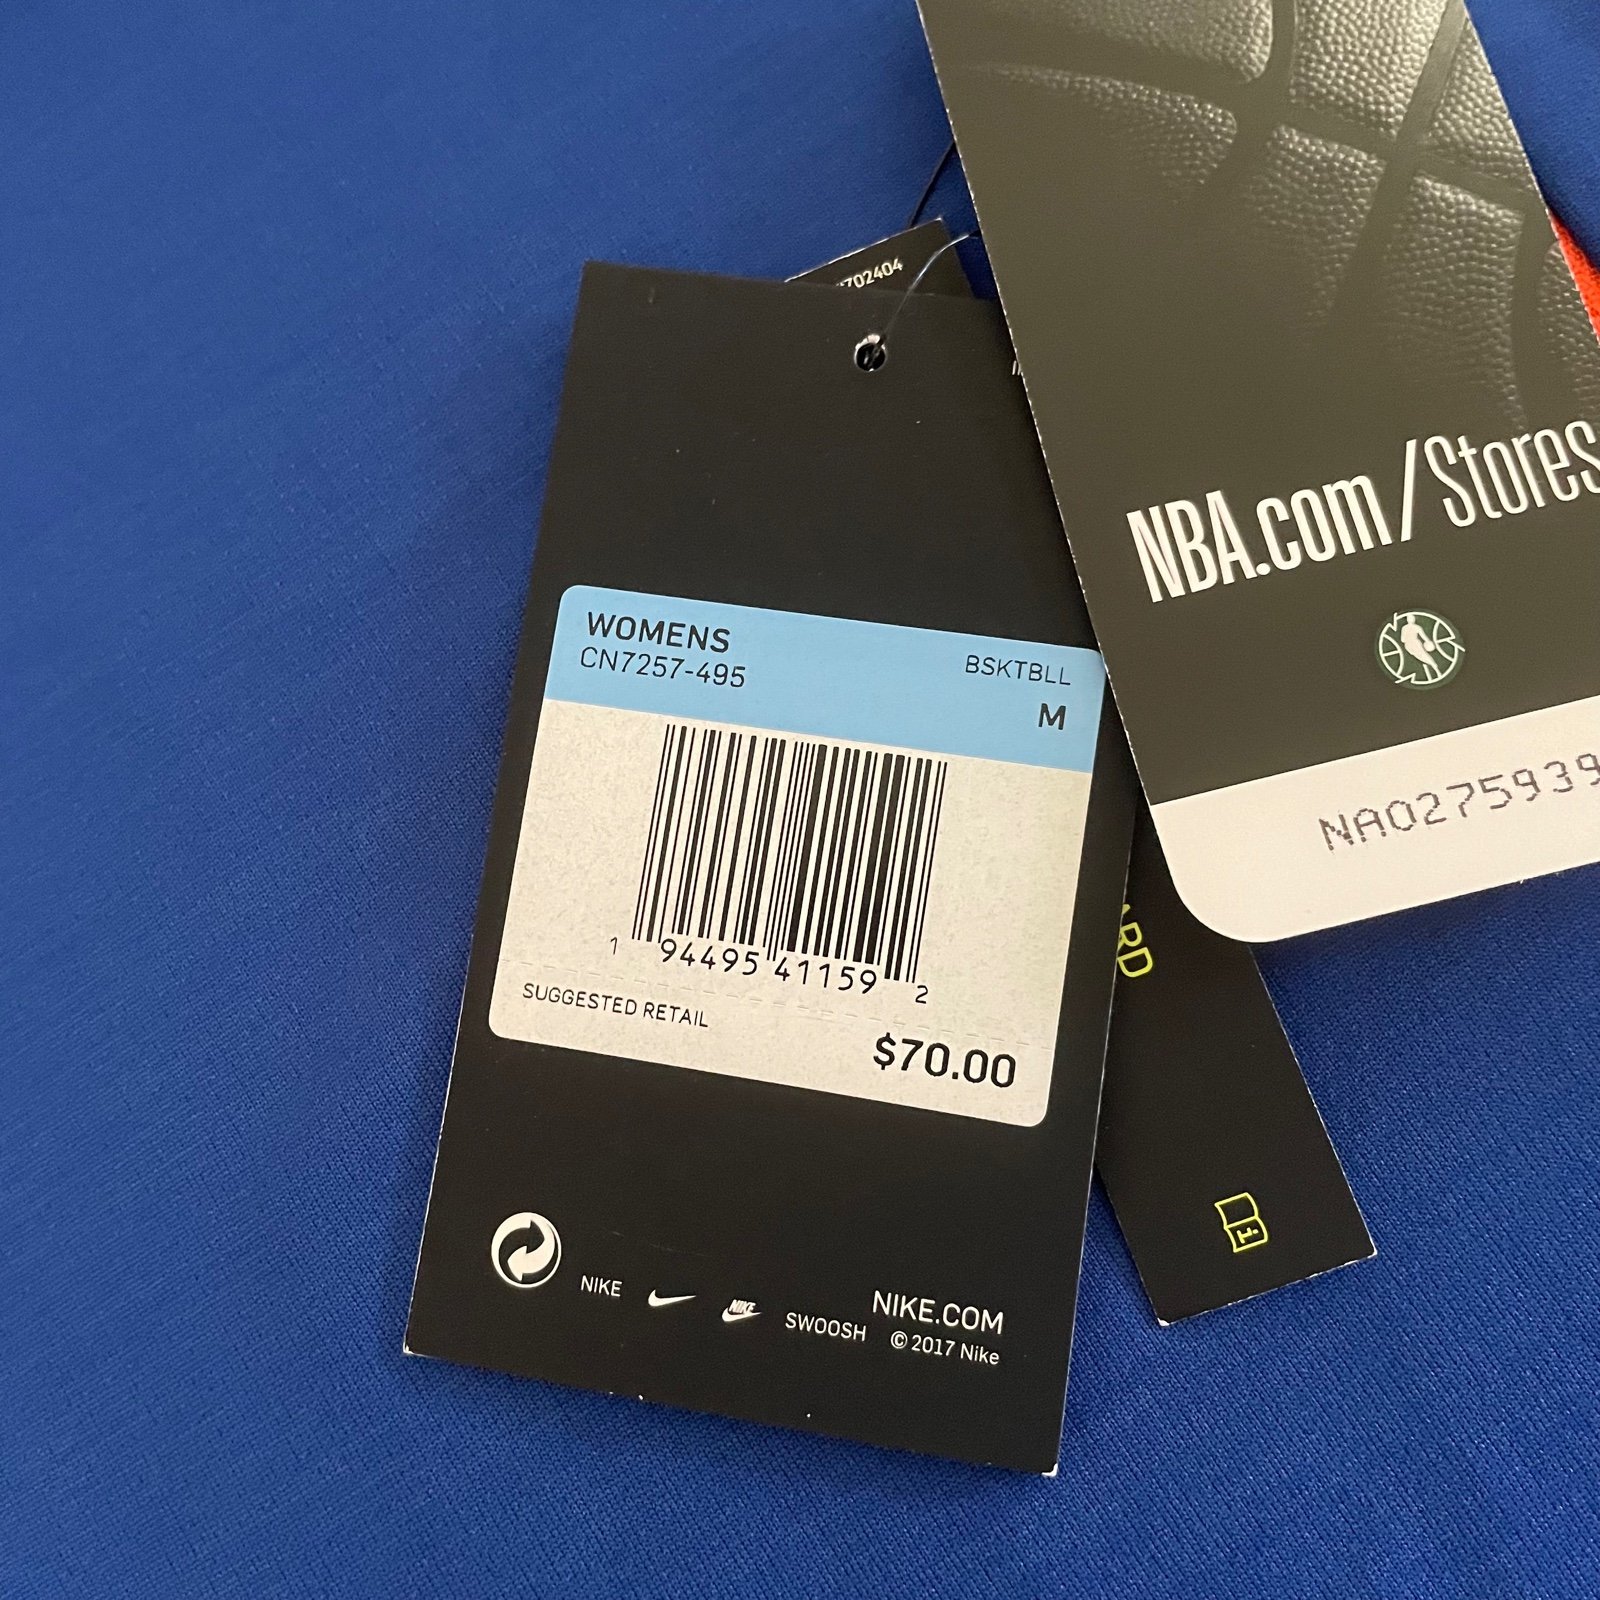 702404
NBA.com/Stores
NA0275939
WOMENS
CN7257-495
BSKTBLL
M
1 94495 41159 2
SUGGESTED RETAIL
$70.00
NIKE
NIKE
SWOOSH
NIKE.COM
© 2017 Nike